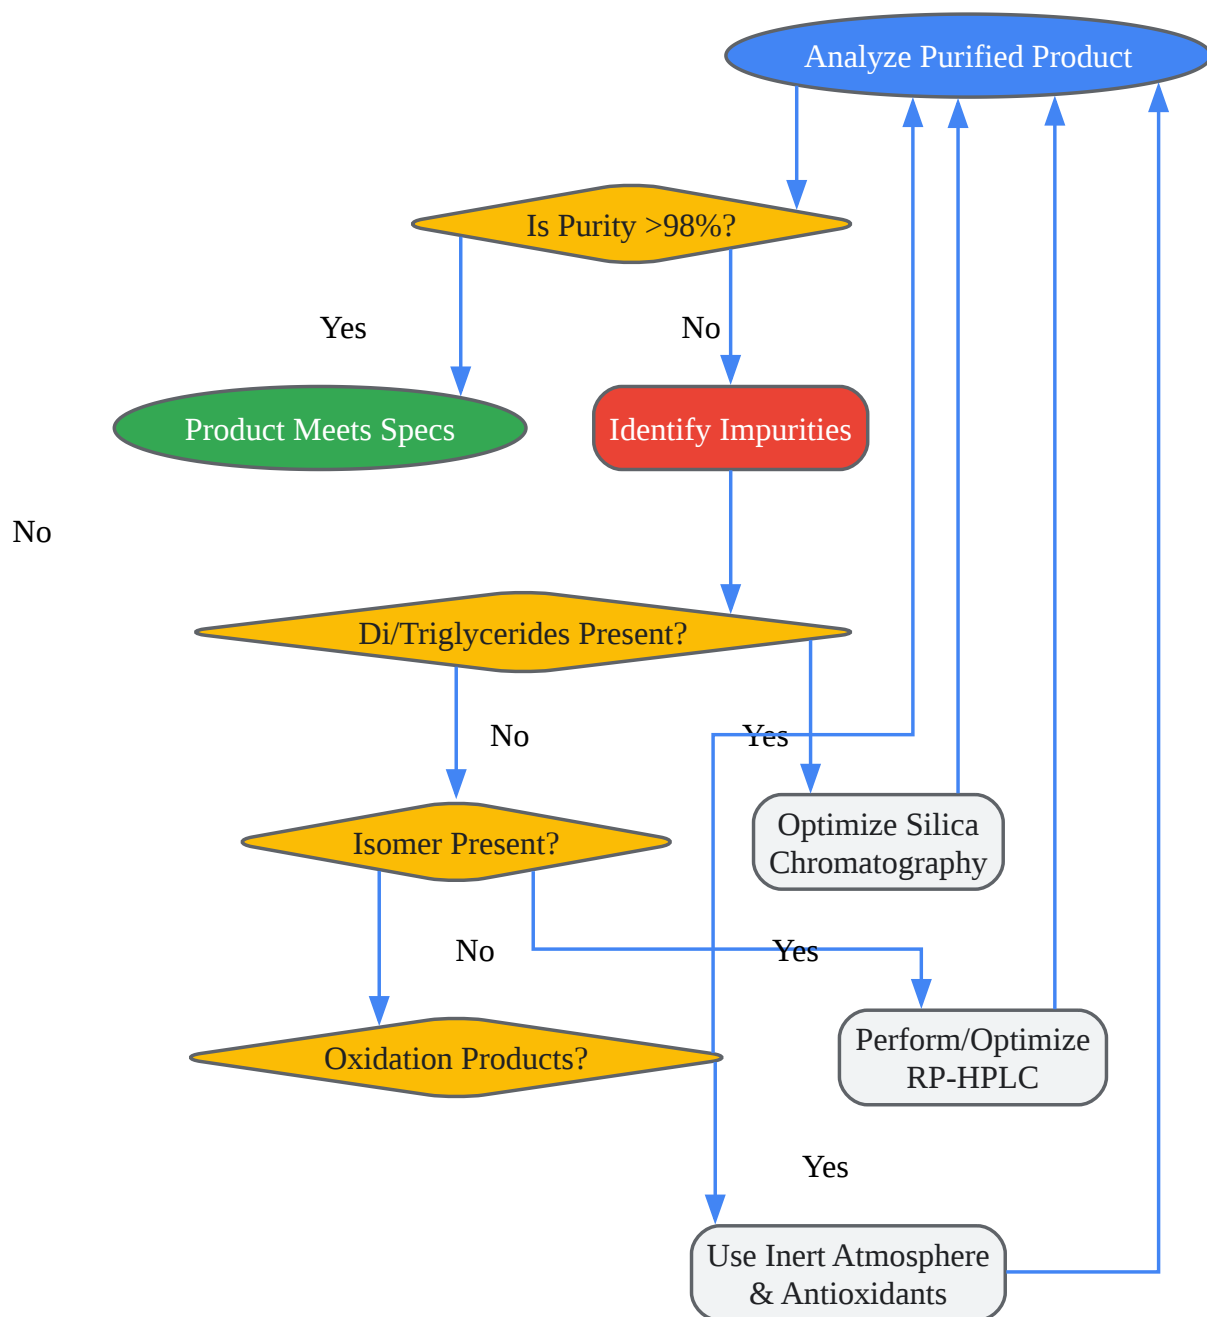 Analyze Purified Product
Is Purity >98%?
Yes
No
Product Meets Specs
Identify Impurities
No
Di/Triglycerides Present?
No
Yes
Optimize Silica
Chromatography
Isomer Present?
No
Yes
Perform/Optimize
RP-HPLC
Oxidation Products?
Yes
Use Inert Atmosphere
& Antioxidants